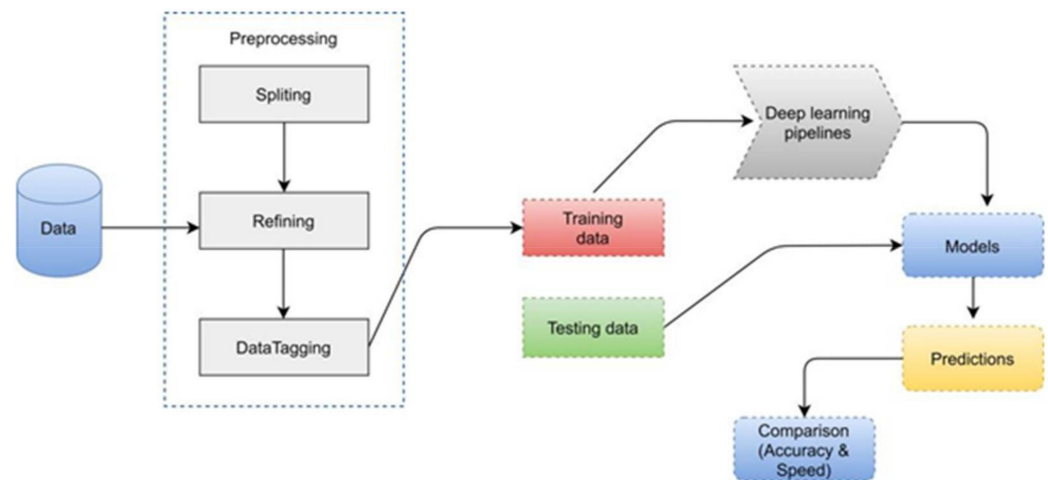 Preprocessing
Spliting
Data
Refining
DataTagging
Training
data
Testing data
Deep learning
pipelines
Models
Predictions
Comparison
(Accuracy &
Speed)